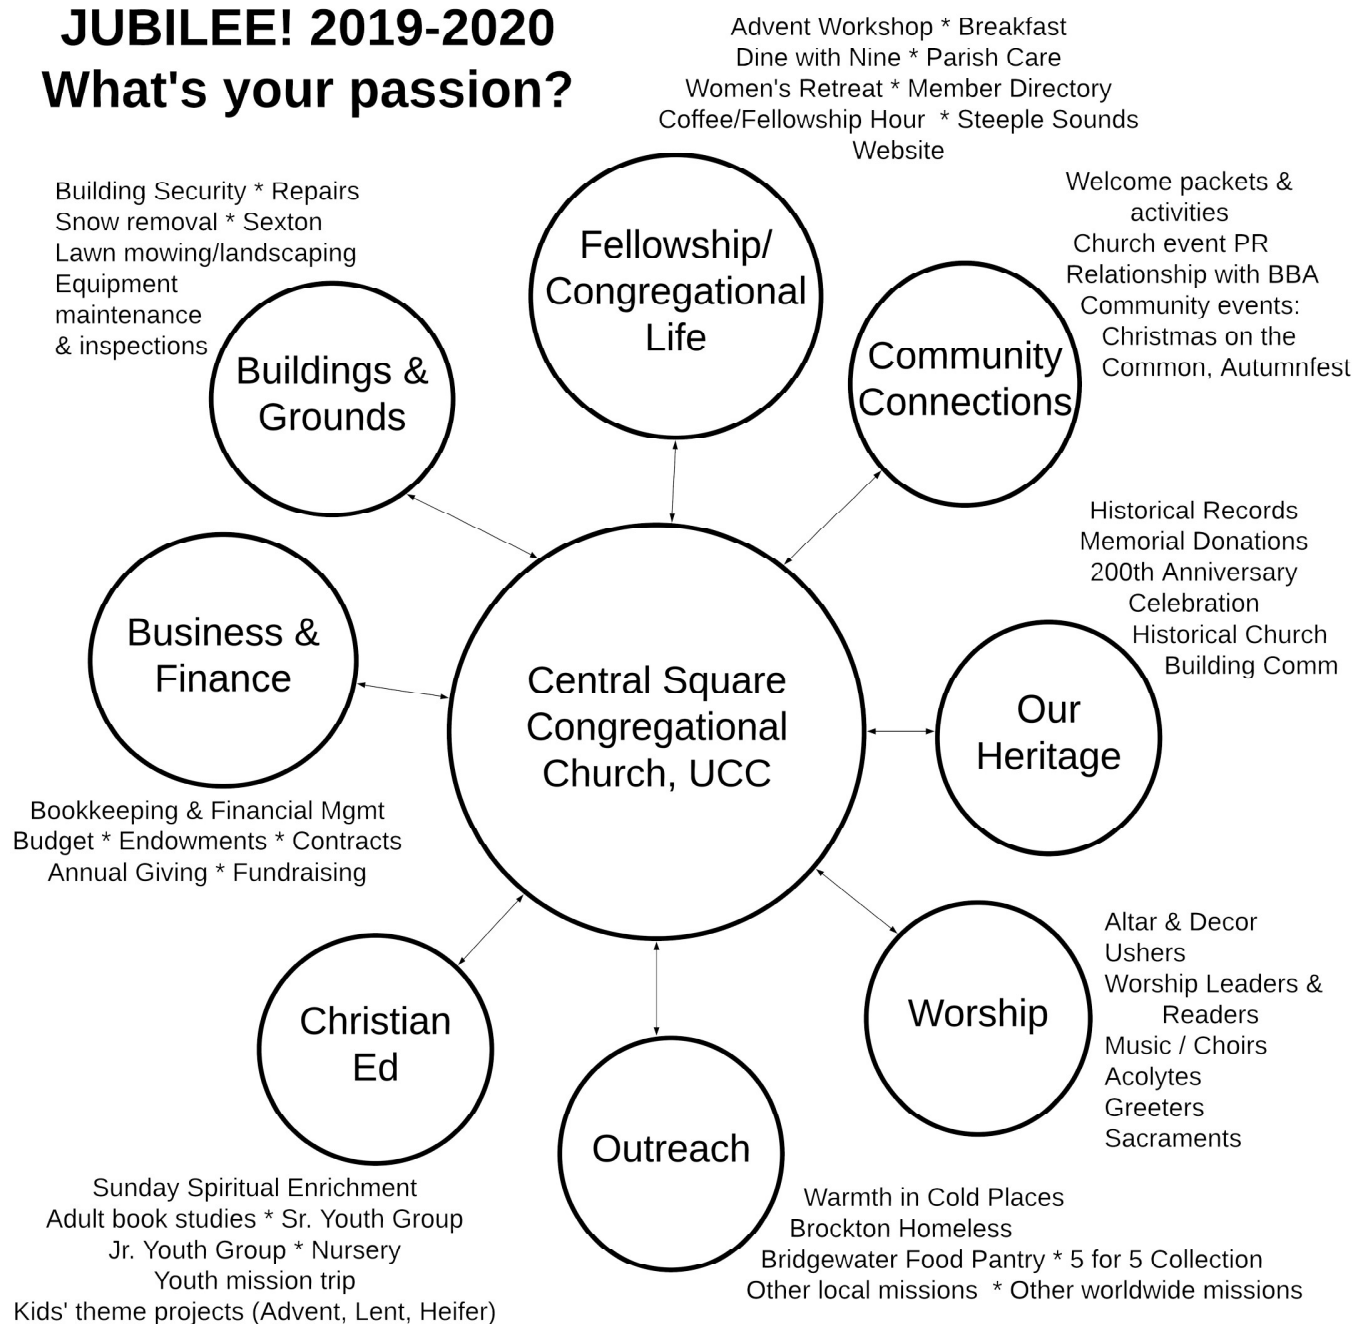 JUBILEE! 2019-2020
What's your passion?
Advent Workshop * Breakfast
Dine with Nine * Parish Care
Women's Retreat * Member Directory
Coffee/Fellowship Hour * Steeple Sounds
Website
Fellowship/
Congregational
Life
Welcome packets &
activities
Church event PR
Relationship with BBA
Community events:
Christmas on the
Common, Autumnfest
Community
Connections
Building Security * Repairs
Snow removal * Sexton
Lawn mowing/landscaping
Equipment
maintenance
& inspections
Buildings &
Grounds
Historical Records
Memorial Donations
200th Anniversary
Celebration
Historical Church
Building Comm
Our
Heritage
Business &
Finance
Bookkeeping & Financial Mgmt
Budget * Endowments * Contracts
Annual Giving * Fundraising
Central Square
Congregational
Church, UCC
Worship
Altar & Decor
Ushers
Worship Leaders &
Readers
Music / Choirs
Acolytes
Greeters
Sacraments
Christian
Ed
Sunday Spiritual Enrichment
Adult book studies * Sr. Youth Group
Jr. Youth Group * Nursery
Youth mission trip
Kids' theme projects (Advent, Lent, Heifer)
Outreach
Warmth in Cold Places
Brockton Homeless
Bridgewater Food Pantry * 5 for 5 Collection
Other local missions * Other worldwide missions